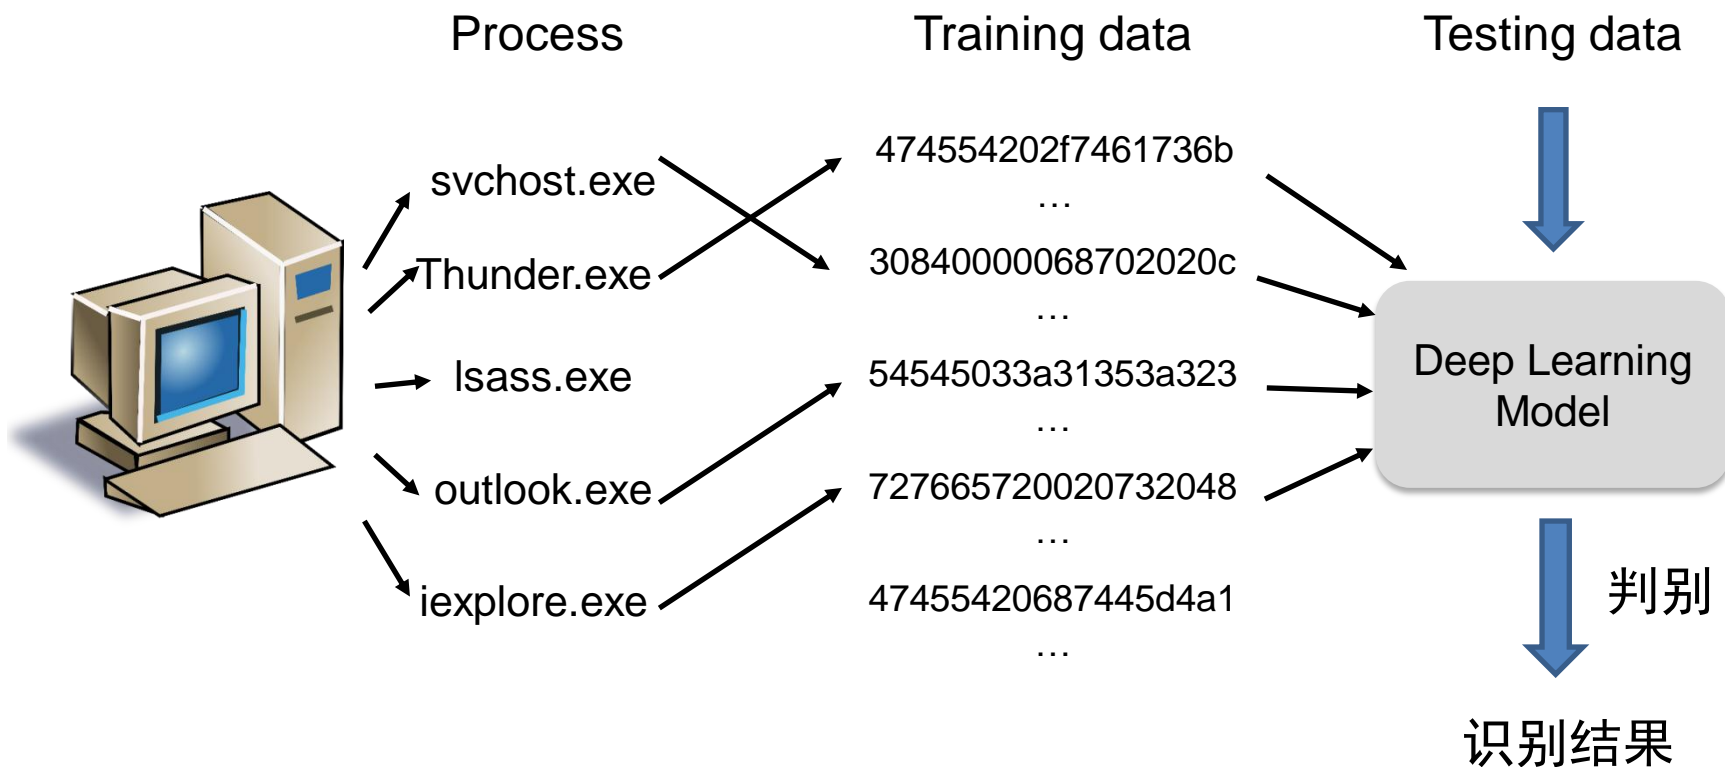 Process
Training data
Testing data
svchost.exe
Thunder.exe
lsass.exe
outlook.exe
iexplore.exe
474554202f7461736b
…
30840000068702020c
…
54545033a31353a323
…
727665720020732048
…
47455420687445d4a1
…
Deep Learning
Model
判别
识别结果